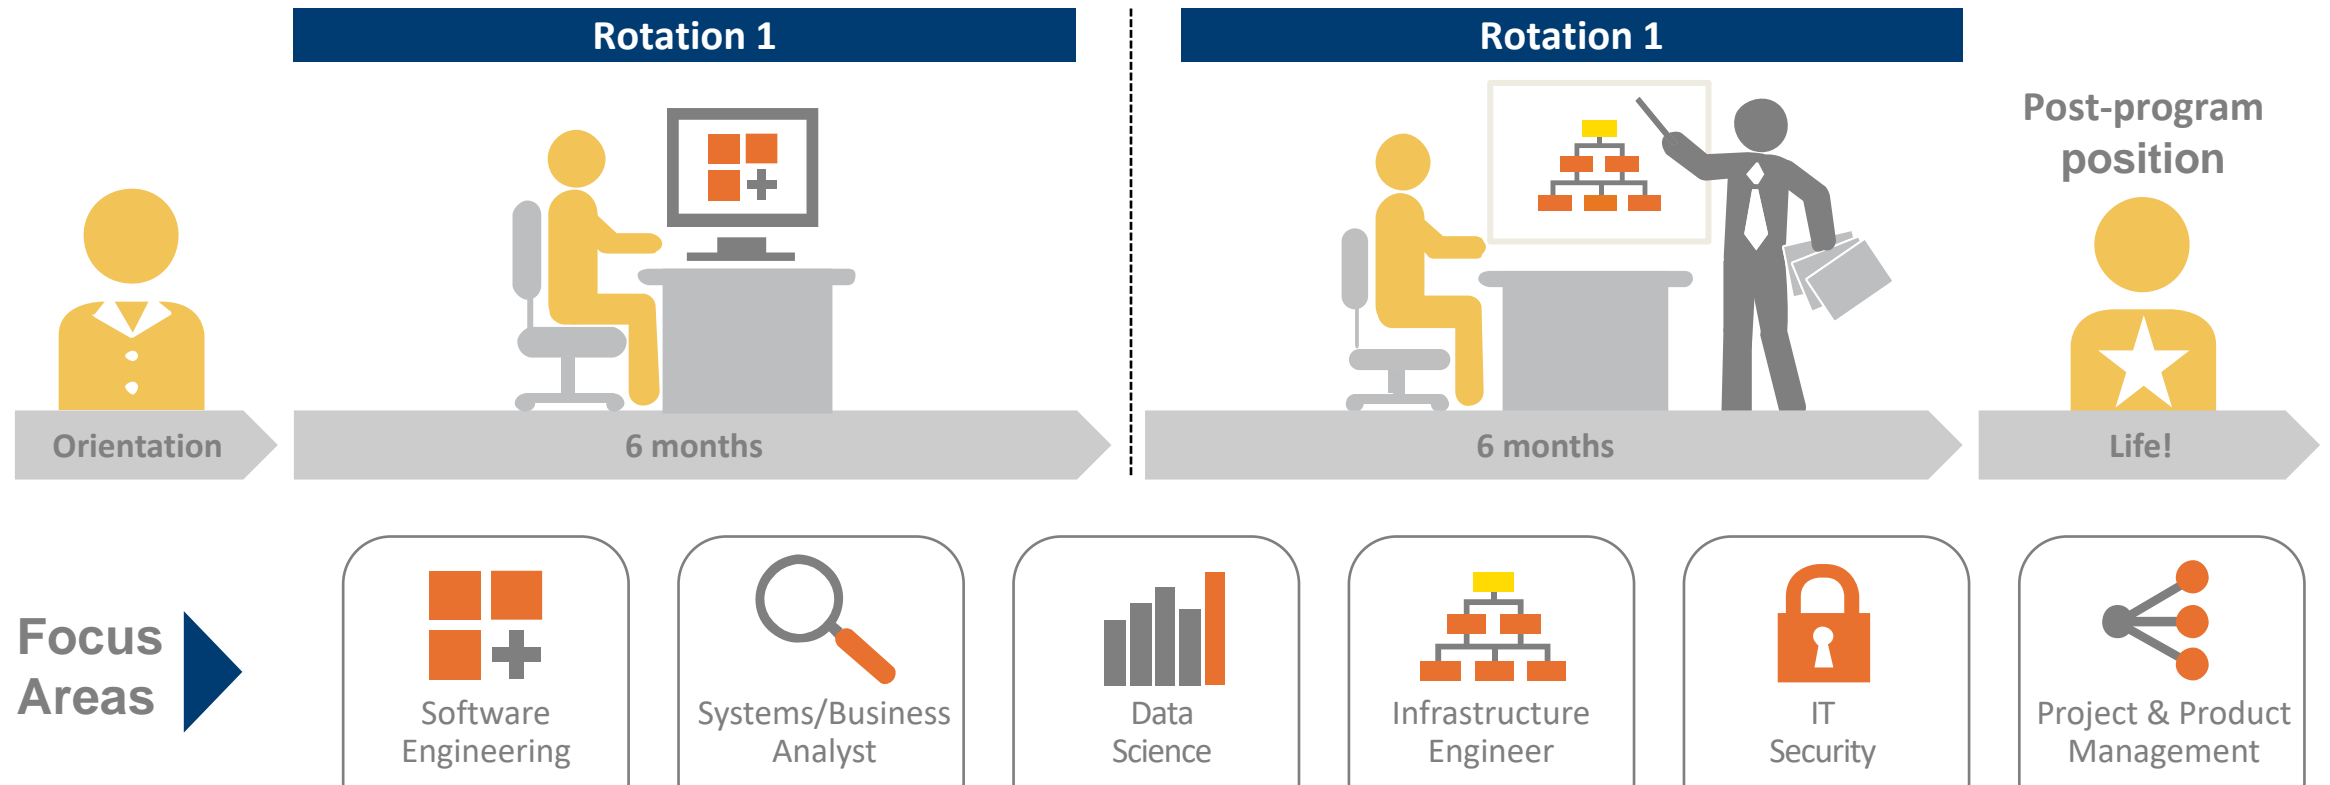 Rotation 1
Rotation 1
Post-program
position
Orientation
6 months
6 months
Life!
Focus
Areas
Software
Engineering
Systems/Business
Analyst
Data
Science
Infrastructure
Engineer
IT
Security
Project & Product
Management